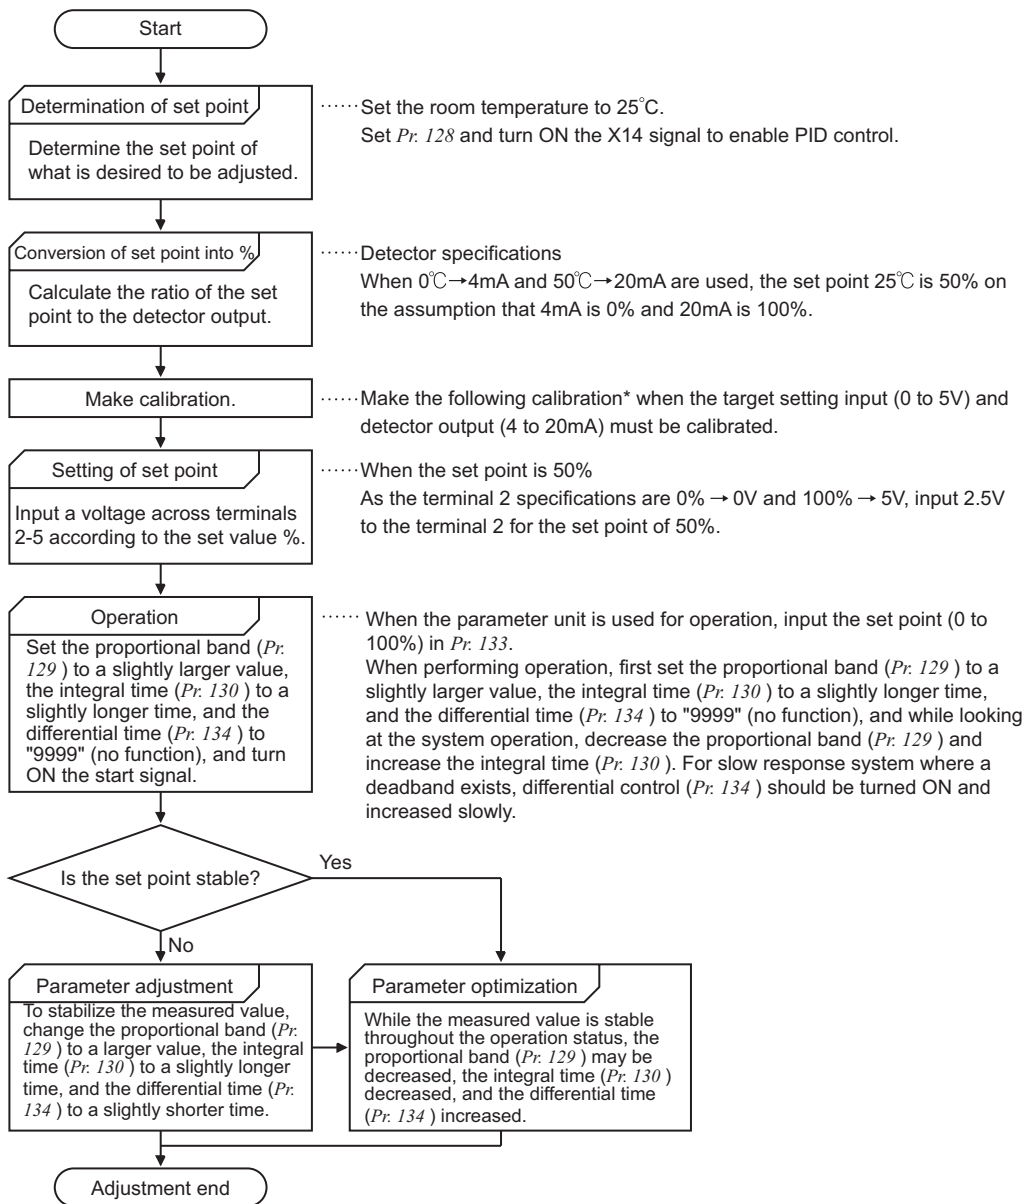 Start
Determination of set point
Determine the set point of
what is desired to be adjusted.
······Set the room temperature to 25°C.
Set Pr. 128 and turn ON the X14 signal to enable PID control.
Conversion of set point into %
Calculate the ratio of the set
point to the detector output.
······Detector specifications
When 0℃→4mA and 50℃→20mA are used, the set point 25℃ is 50% on
the assumption that 4mA is 0% and 20mA is 100%.
Make calibration.
······Make the following calibration* when the target setting input (0 to 5V) and
detector output (4 to 20mA) must be calibrated.
Setting of set point
Input a voltage across terminals
2-5 according to the set value %.
······When the set point is 50%
As the terminal 2 specifications are 0% → 0V and 100% → 5V, input 2.5V
to the terminal 2 for the set point of 50%.
Operation
Set the proportional band (Pr.
129 ) to a slightly larger value,
the integral time (Pr. 130 ) to a
slightly longer time, and the
differential time (Pr. 134 ) to
"9999" (no function), and turn
ON the start signal.
······ When the parameter unit is used for operation, input the set point (0 to
100%) in Pr. 133.
When performing operation, first set the proportional band (Pr. 129 ) to a
slightly larger value, the integral time (Pr. 130 ) to a slightly longer time,
and the differential time (Pr. 134 ) to "9999" (no function), and while looking
at the system operation, decrease the proportional band (Pr. 129 ) and
increase the integral time (Pr. 130 ). For slow response system where a
deadband exists, differential control (Pr. 134 ) should be turned ON and
increased slowly.
Is the set point stable?
Yes
No
Parameter adjustment
To stabilize the measured value,
change the proportional band (Pr.
129 ) to a larger value, the integral
time (Pr. 130 ) to a slightly longer
time, and the differential time (Pr.
134 ) to a slightly shorter time.
Parameter optimization
While the measured value is stable
throughout the operation status, the
proportional band (Pr. 129 ) may be
decreased, the integral time (Pr. 130 )
decreased, and the differential time
(Pr. 134 ) increased.
Adjustment end